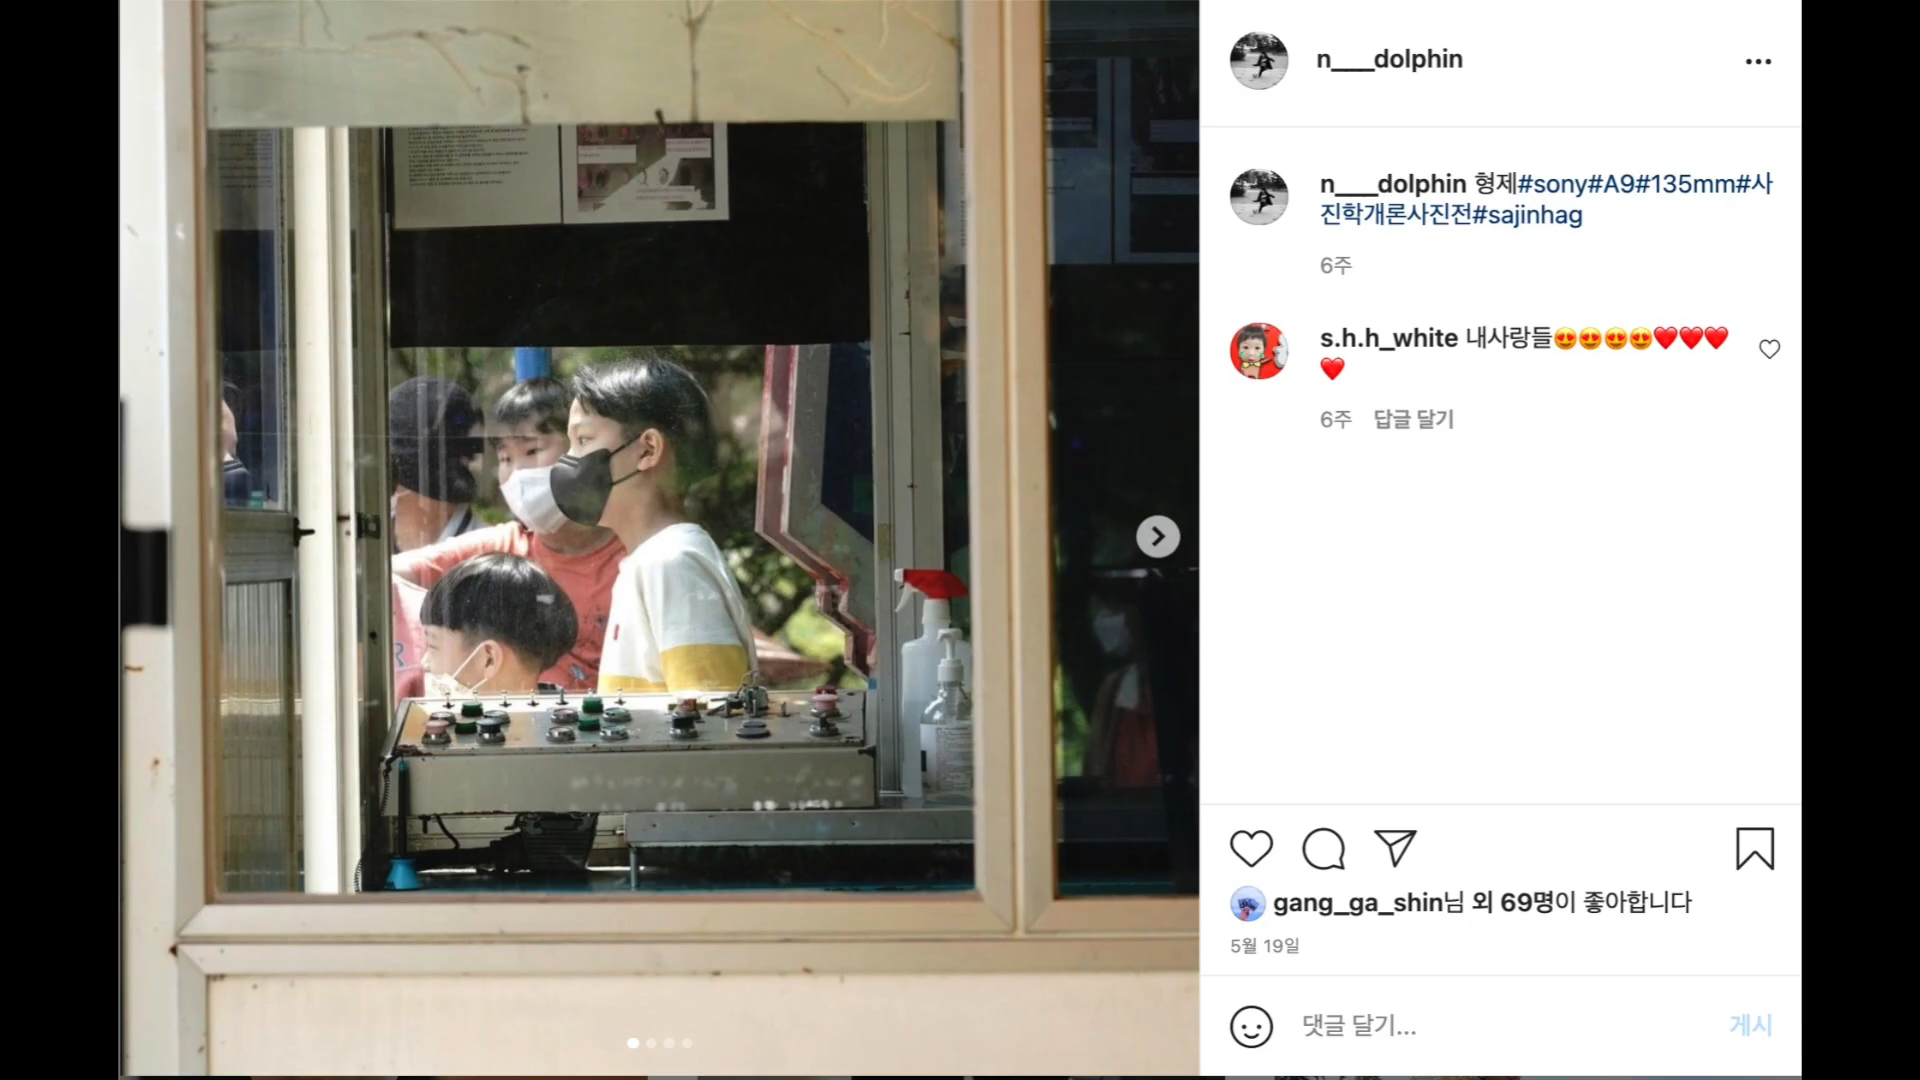 n___dolphin
n___dolphin 형제#sony#A9#135mm#사
진학개론사진전#sajinhag
6주
s.h.h_white 내사랑들😍😍😍😍❤️❤️❤️
❤️
6주 답글 달기
gang_ga_shin님 외 69명이 좋아합니다
5월 19일
댓글 달기...
게시